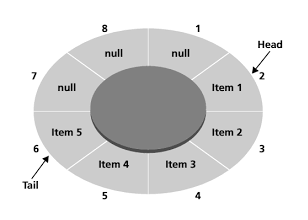 8 1
null null
Head
7 2
null Item 1
Item 5 Item 2
6 3
Item 4 Item 3
Tail
5 4